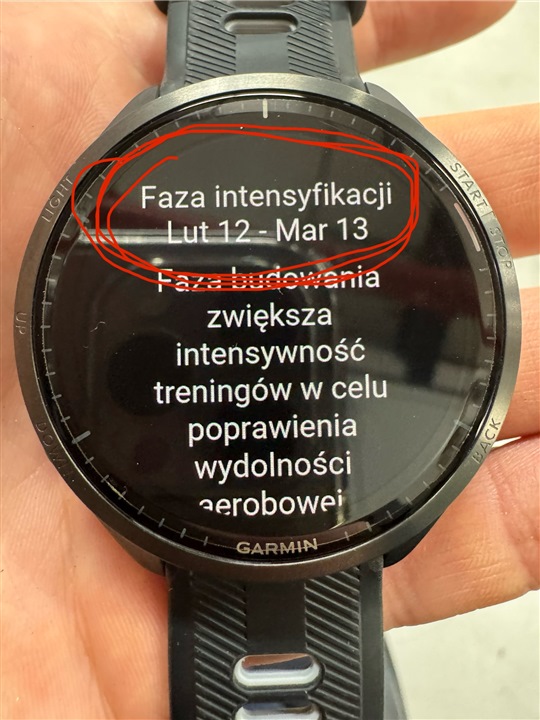 LIGHT
START | STOP
Faza intensyfikacji
Lut 12 - Mar 13
Faza budowania
zwiększa
intensywność
UP
treningów w celu
poprawienia
DOWN
BACK
wydolności
aerobowej
GARMIN